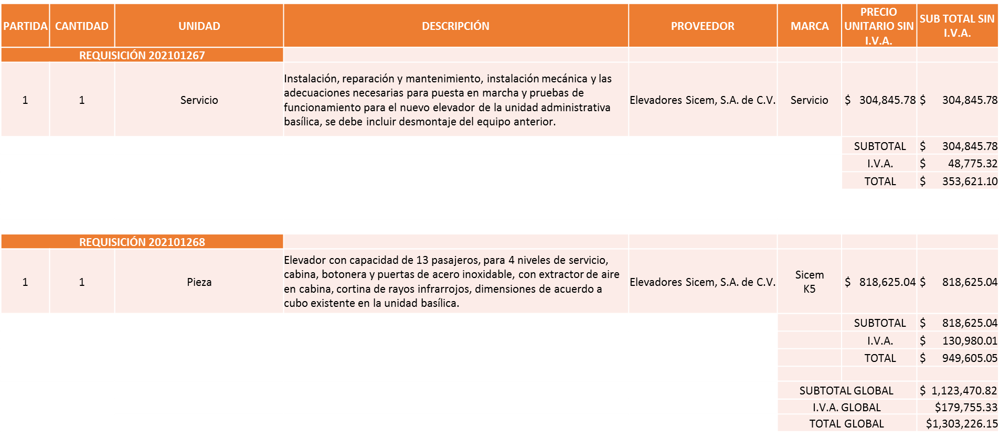 PARTIDA CANTIDAD UNIDAD DESCRIPCIÓN PROVEEDOR MARCA PRECIO UNITARIO SIN I.V.A. SUB TOTAL SIN I.V.A.
REQUISICIÓN 202101267
1 1 Servicio
Instalación, reparación y mantenimiento, instalación mecánica y las
adecuaciones necesarias para puesta en marcha y pruebas de
funcionamiento para el nuevo elevador de la unidad administrativa
basílica, se debe incluir desmontaje del equipo anterior.
Elevadores Sicem, S.A. de C.V. Servicio $ 304,845.78 $ 304,845.78
SUBTOTAL $ 304,845.78
I.V.A. $ 48,775.32
TOTAL $ 353,621.10
REQUISICIÓN 202101268
1 1 Pieza
Elevador con capacidad de 13 pasajeros, para 4 niveles de servicio,
cabina, botonera y puertas de acero inoxidable, con extractor de aire
en cabina, cortina de rayos infrarrojos, dimensiones de acuerdo a
cubo existente en la unidad basílica.
Elevadores Sicem, S.A. de C.V. Sicem K5 $ 818,625.04 $ 818,625.04
SUBTOTAL $ 818,625.04
I.V.A. $ 130,980.01
TOTAL $ 949,605.05
SUBTOTAL GLOBAL $ 1,123,470.82
I.V.A. GLOBAL $179,755.33
TOTAL GLOBAL $1,303,226.15